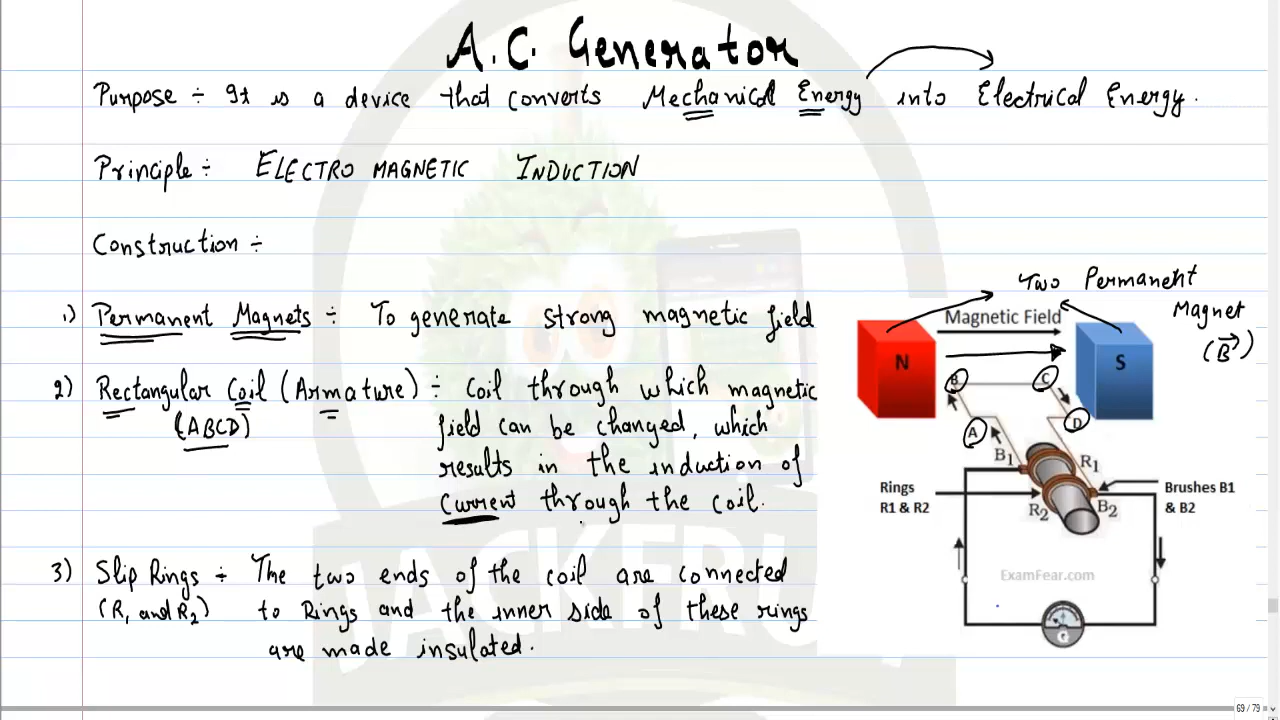 A.C. Generator
Purpose ÷ It is a device that converts Mechanical Energy into Electrical Energy.
Principle ÷ ELECTRO MAGNETIC INDUCTION
Construction ÷
1) Permanent Magnets ÷ To generate strong magnetic field
2) Rectangular Coil (Armature) ÷ Coil through which magnetic
(ABCD) field can be changed, which
results in the induction of
current through the coil.
3) Slip Rings ÷ The two ends of the coil are connected
(R₁ and R₂) to Rings and the inner side of these rings
are made insulated.
Two Permanent
Magnet
(B⃗)
Magnetic Field
N
S
B
C
A
D
B1
R1
Rings
R1 & R2
R2
B2
Brushes B1
& B2
ExamFear.com
G
JACKFRU
69 / 79